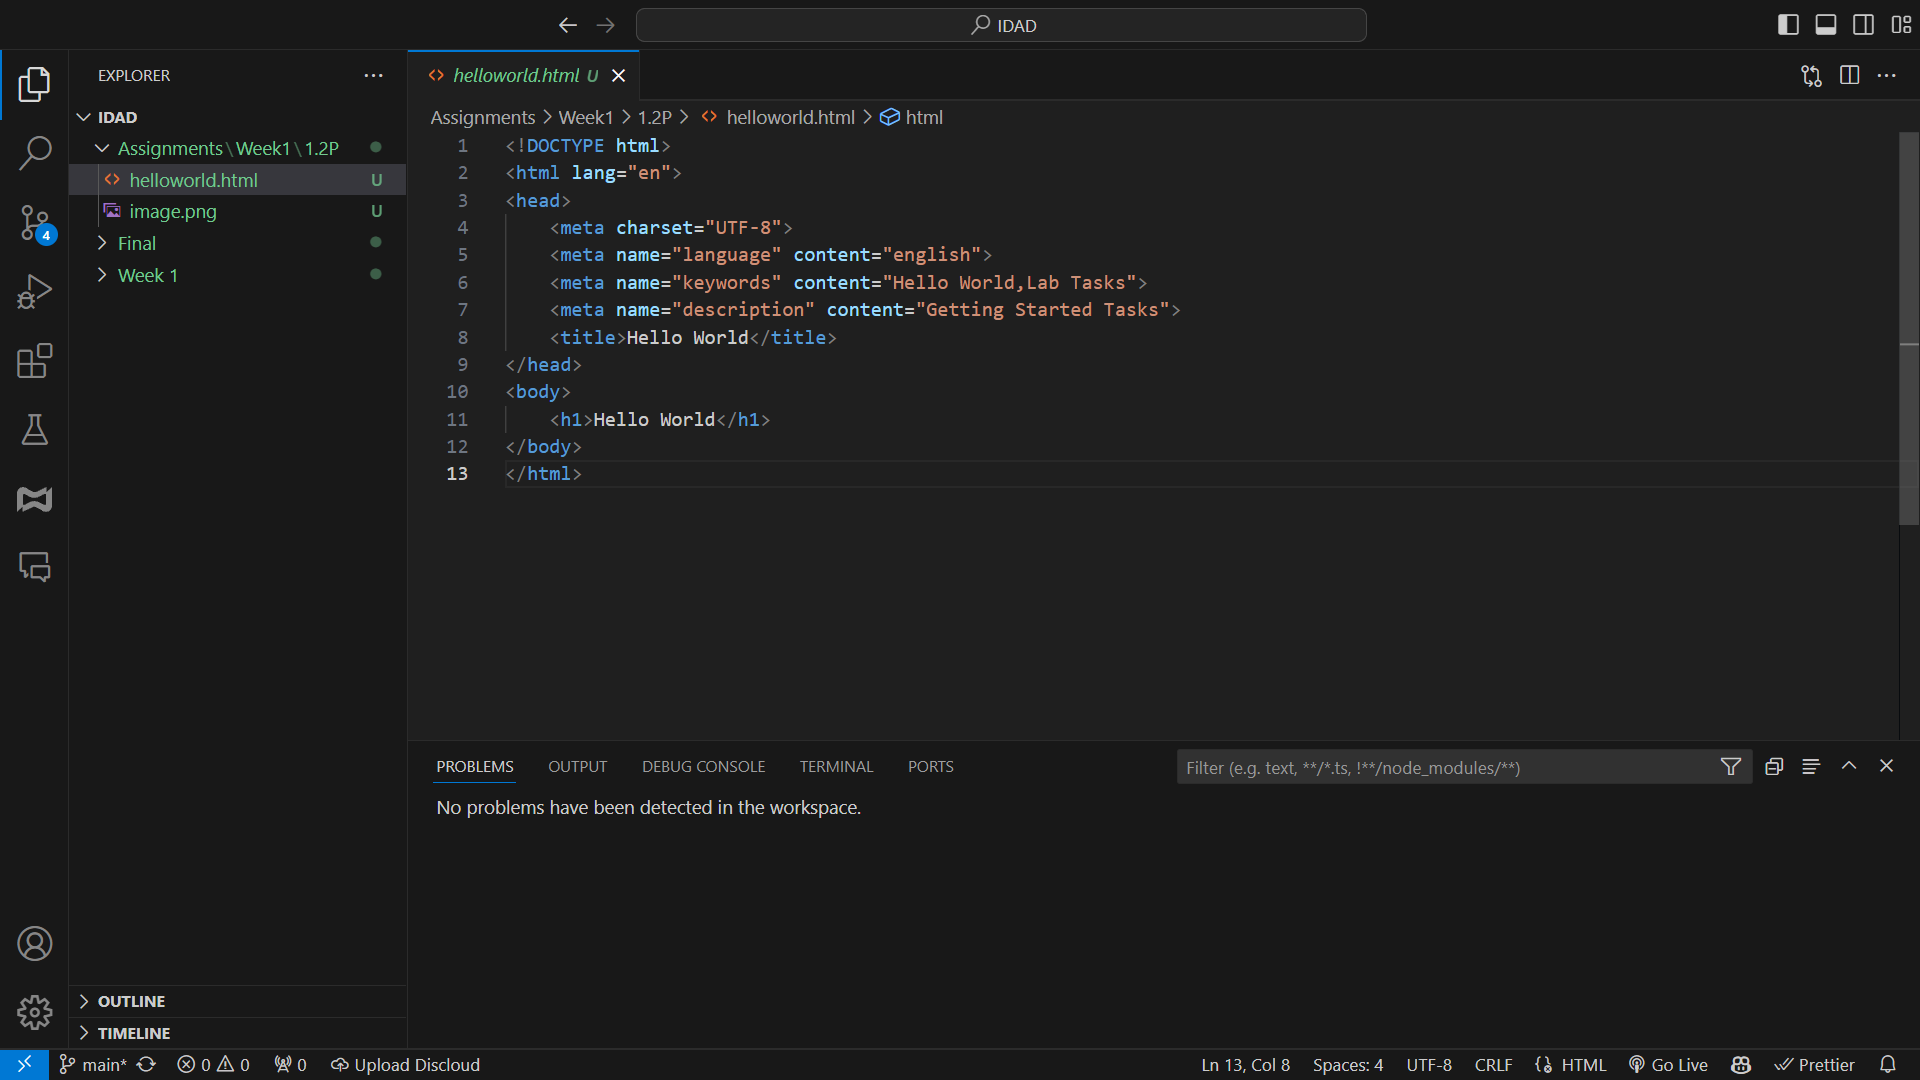 IDAD
EXPLORER
IDAD
Assignments\Week1\1.2P
helloworld.html U
image.png U
Final
Week 1
4
OUTLINE
TIMELINE
helloworld.html U
Assignments > Week1 > 1.2P > helloworld.html > html
1 <!DOCTYPE html>
2 <html lang="en">
3 <head>
4 <meta charset="UTF-8">
5 <meta name="language" content="english">
6 <meta name="keywords" content="Hello World,Lab Tasks">
7 <meta name="description" content="Getting Started Tasks">
8 <title>Hello World</title>
9 </head>
10 <body>
11 <h1>Hello World</h1>
12 </body>
13 </html>
PROBLEMS OUTPUT DEBUG CONSOLE TERMINAL PORTS
Filter (e.g. text, **/*.ts, !**/node_modules/**)
No problems have been detected in the workspace.
main* 0 0 0 Upload Discloud Ln 13, Col 8 Spaces: 4 UTF-8 CRLF HTML Go Live Prettier